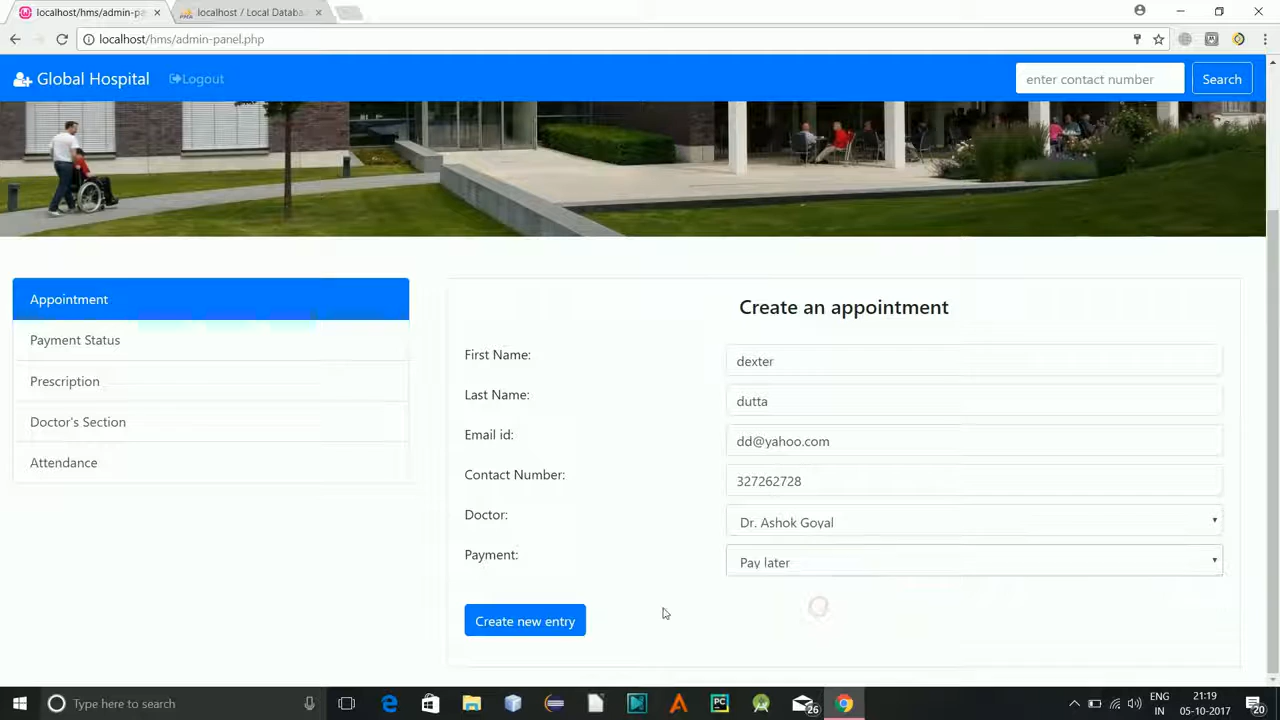 localhost/hms/admin-pa
localhost / Local Databa
localhost/hms/admin-panel.php
Global Hospital
Logout
enter contact number
Search
Appointment
Payment Status
Prescription
Doctor's Section
Attendance
Create an appointment
First Name:
dexter
Last Name:
dutta
Email id:
dd@yahoo.com
Contact Number:
327262728
Doctor:
Dr. Ashok Goyal
Payment:
Pay later
Create new entry
Type here to search
PC
26
ENG
IN
21:19
05-10-2017
20